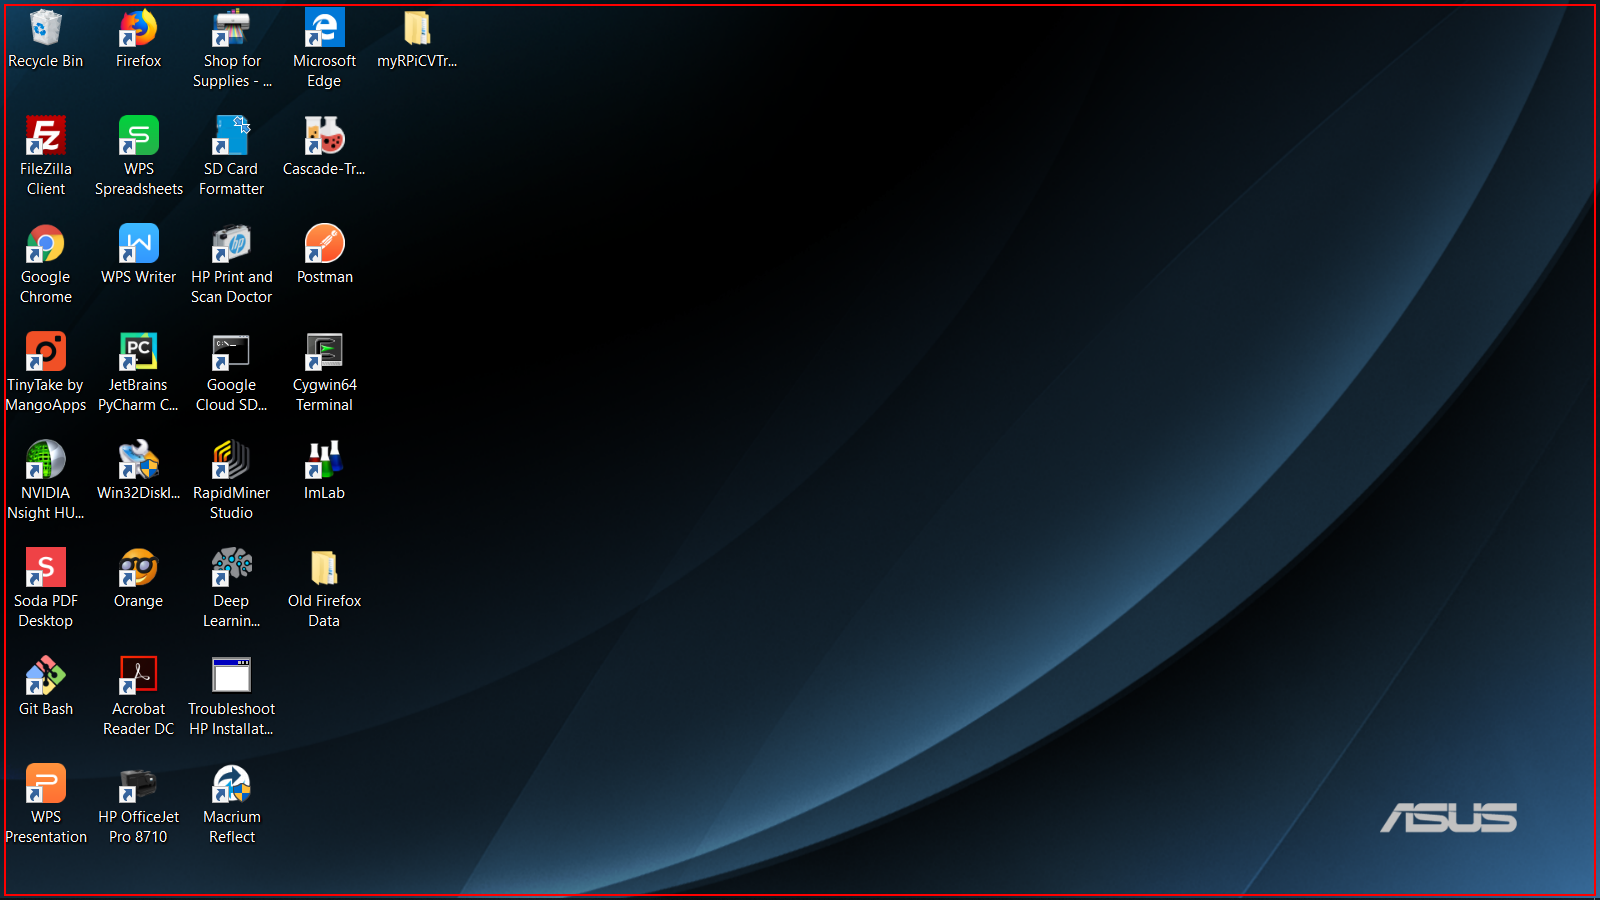 Recycle Bin
Firefox
Shop for
Supplies - ...
Microsoft
Edge
myRPiCVTr...
FileZilla
Client
WPS
Spreadsheets
SD Card
Formatter
Cascade-Tr...
Google
Chrome
WPS Writer
HP Print and
Scan Doctor
Postman
TinyTake by
MangoApps
JetBrains
PyCharm C...
Google
Cloud SD...
Cygwin64
Terminal
NVIDIA
Nsight HU...
Win32DiskI...
RapidMiner
Studio
ImLab
Soda PDF
Desktop
Orange
Deep
Learnin...
Old Firefox
Data
Git Bash
Acrobat
Reader DC
Troubleshoot
HP Installat...
WPS
Presentation
HP OfficeJet
Pro 8710
Macrium
Reflect
ASUS